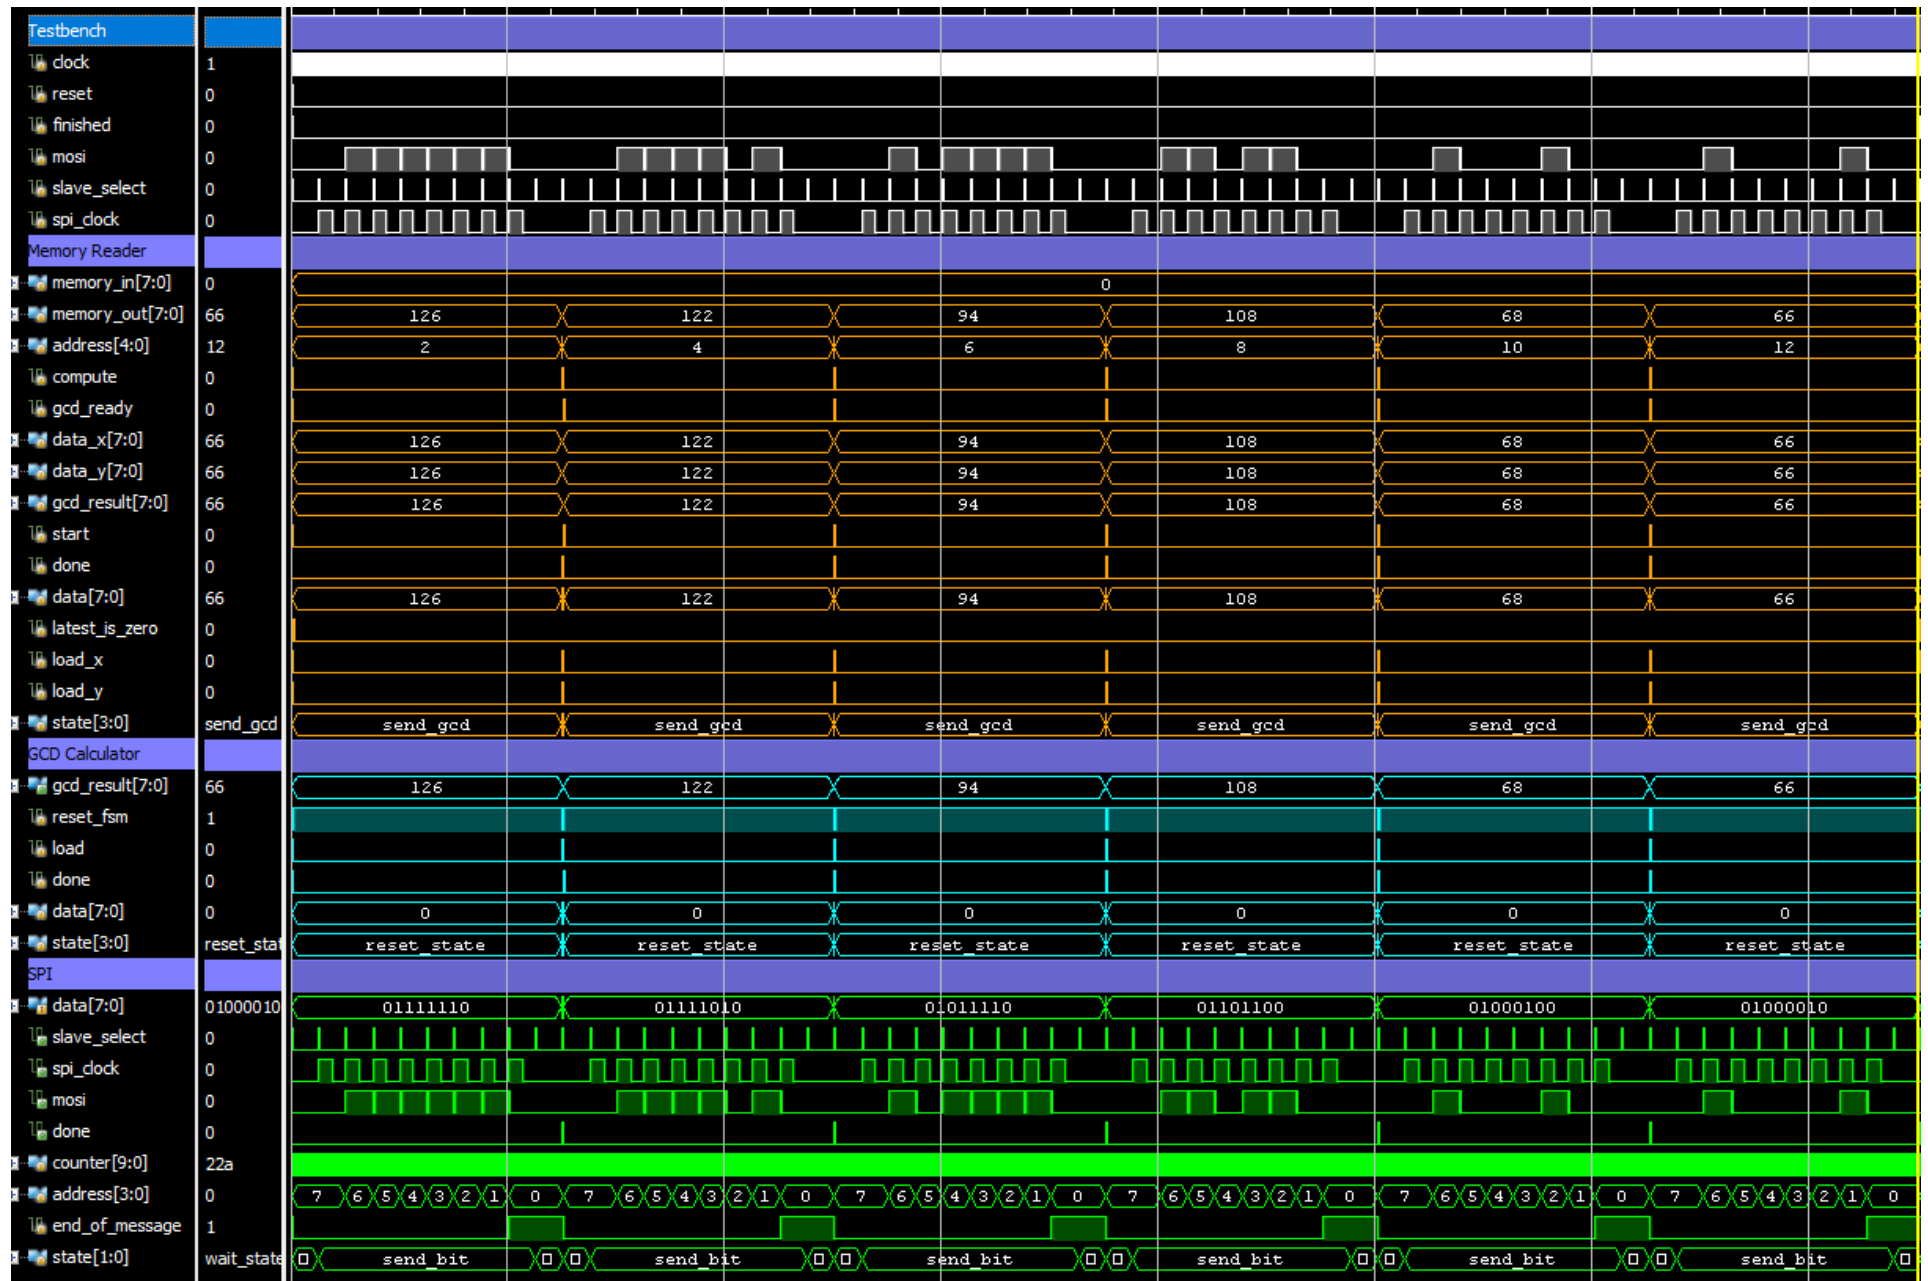 Testbench
clock 1
reset 0
finished 0
mosi 0
slave_select 0
spi_clock 0
Memory Reader
memory_in[7:0] 0 0
memory_out[7:0] 66 126 122 94 108 68 66
address[4:0] 12 2 4 6 8 10 12
compute 0
gcd_ready 0
data_x[7:0] 66 126 122 94 108 68 66
data_y[7:0] 66 126 122 94 108 68 66
gcd_result[7:0] 66 126 122 94 108 68 66
start 0
done 0
data[7:0] 66 126 122 94 108 68 66
latest_is_zero 0
load_x 0
load_y 0
state[3:0] send_gcd send_gcd send_gcd send_gcd send_gcd send_gcd send_gcd
GCD Calculator
gcd_result[7:0] 66 126 122 94 108 68 66
reset_fsm 1
load 0
done 0
data[7:0] 0 0 0 0 0 0 0
state[3:0] reset_stat reset_state reset_state reset_state reset_state reset_state reset_state
SPI
data[7:0] 01000010 01111110 01111010 01011110 01101100 01000100 01000010
slave_select 0
spi_clock 0
mosi 0
done 0
counter[9:0] 22a
address[3:0] 0 7 6 5 4 3 2 1 0 7 6 5 4 3 2 1 0 7 6 5 4 3 2 1 0 7 6 5 4 3 2 1 0 7 6 5 4 3 2 1 0 7 6 5 4 3 2 1 0
end_of_message 1
state[1:0] wait_state send_bit send_bit send_bit send_bit send_bit send_bit